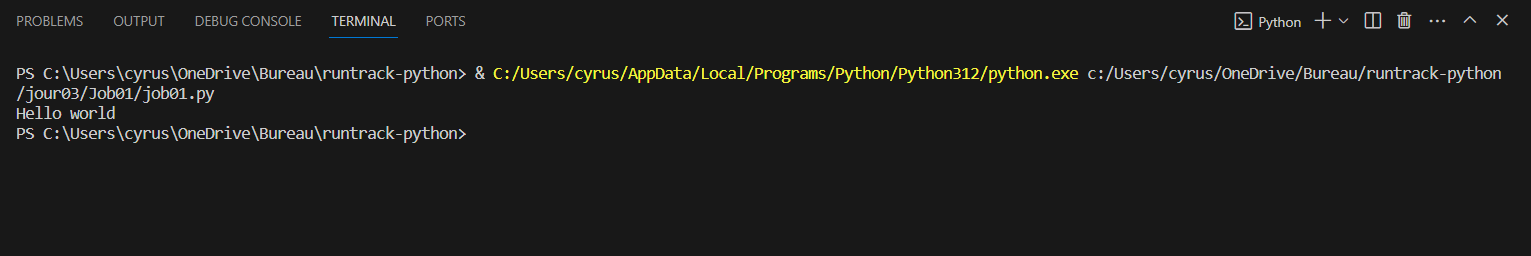 PROBLEMS OUTPUT DEBUG CONSOLE TERMINAL PORTS Python
PS C:\Users\cyrus\OneDrive\Bureau\runtrack-python> & C:/Users/cyrus/AppData/Local/Programs/Python/Python312/python.exe c:/Users/cyrus/OneDrive/Bureau/runtrack-python
/jour03/Job01/job01.py
Hello world
PS C:\Users\cyrus\OneDrive\Bureau\runtrack-python>